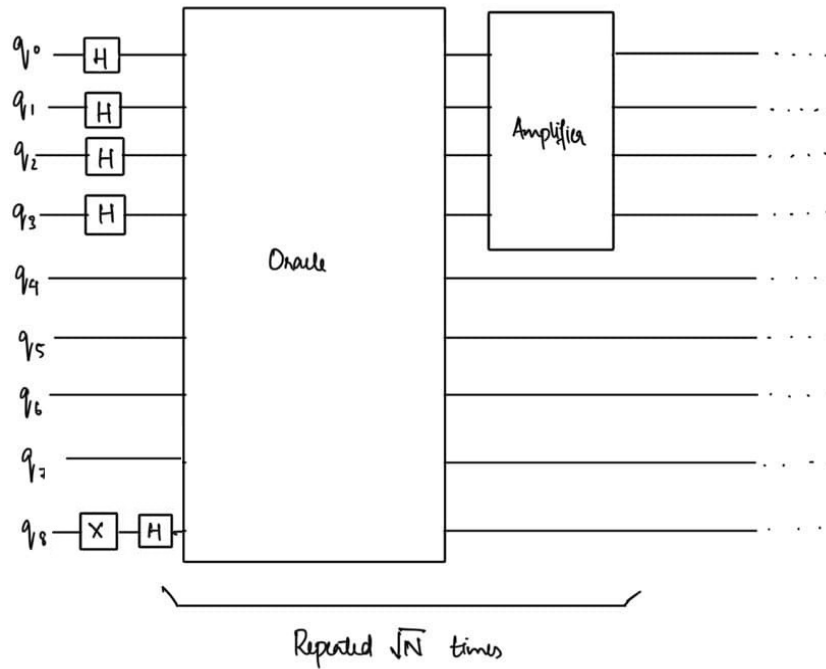 q0 H
q1 H
q2 H
q3 H
q4
q5
q6
q7
q8 X H
Oracle
Amplifier
Repeated √N times